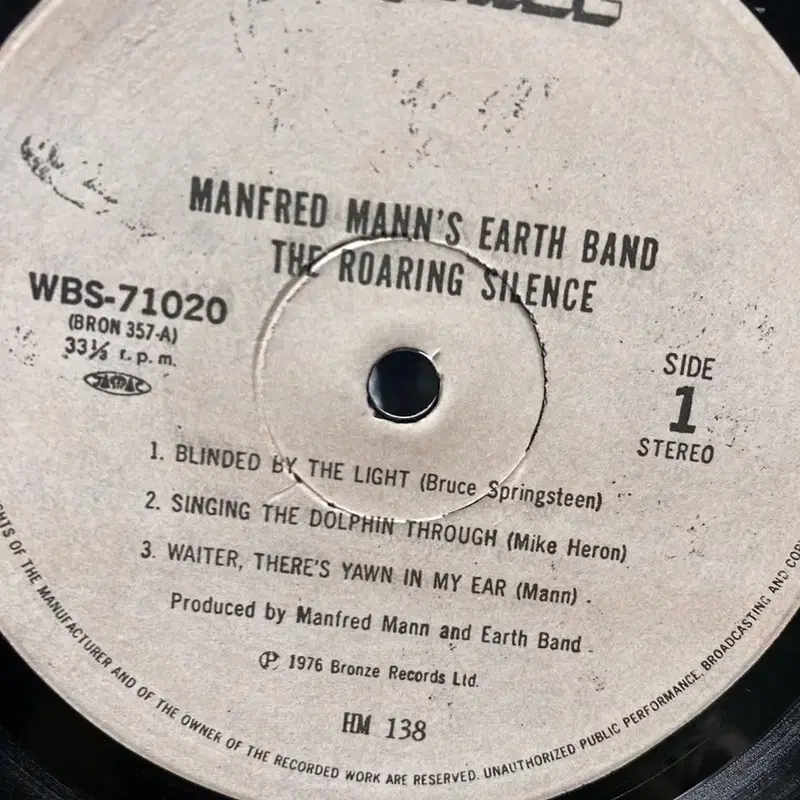 MANFRED MANN'S EARTH BAND
THE ROARING SILENCE
WBS-71020
(BRON 357-A)
33⅓ r.p.m.
JASRAC
SIDE
1
STEREO
1. BLINDED BY THE LIGHT (Bruce Springsteen)
2. SINGING THE DOLPHIN THROUGH (Mike Heron)
3. WAITER, THERE'S YAWN IN MY EAR (Mann)
Produced by Manfred Mann and Earth Band
Ⓟ 1976 Bronze Records Ltd.
HM 138
OF THE MANUFACTURER AND OF THE OWNER OF THE RECORDED WORK ARE RESERVED. UNAUTHORIZED PUBLIC PERFORMANCE, BROADCASTING AND